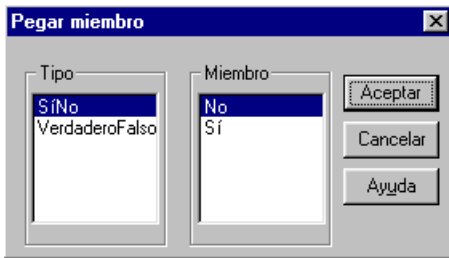 Pegar miembro
Tipo
SíNo
VerdaderoFalso
Miembro
No
Sí
Aceptar
Cancelar
Ayuda